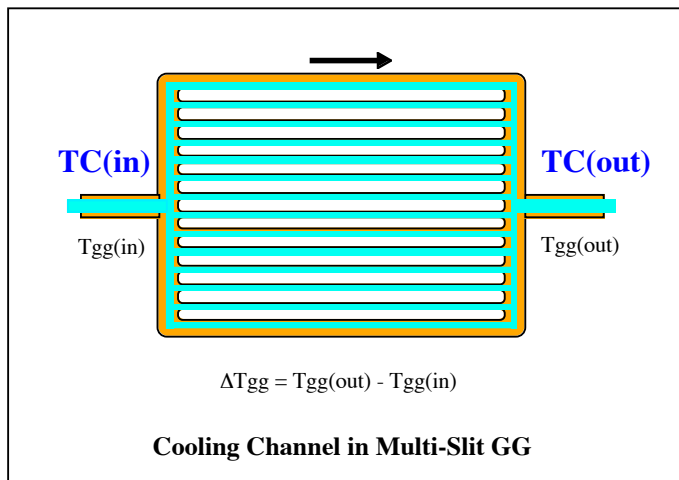 TC(in)
TC(out)
Tgg(in)
Tgg(out)
ΔTgg = Tgg(out) - Tgg(in)
Cooling Channel in Multi-Slit GG